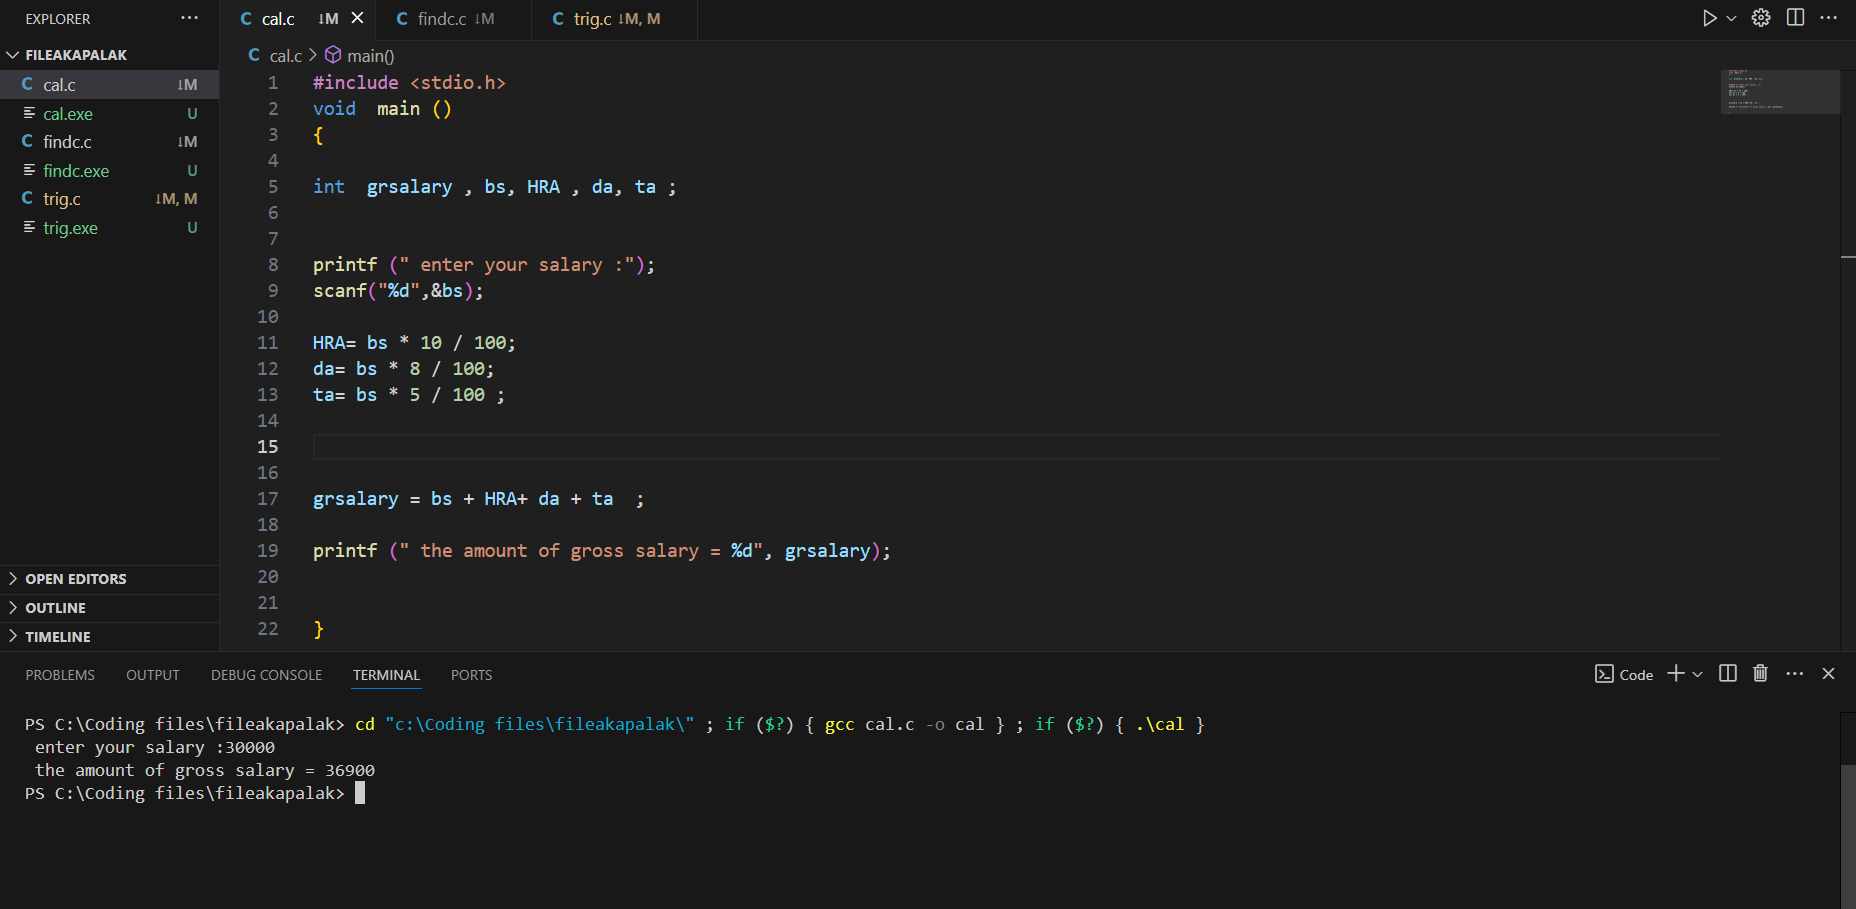 EXPLORER ···
FILEAKAPALAK
C cal.c ↓M
cal.exe U
C findc.c ↓M
findc.exe U
C trig.c ↓M, M
trig.exe U
OPEN EDITORS
OUTLINE
TIMELINE
C cal.c ↓M
C findc.c ↓M
C trig.c ↓M, M
C cal.c > main()
1 #include <stdio.h>
2 void  main ()
3 {
4
5 int  grsalary , bs, HRA , da, ta ;
6
7
8 printf (" enter your salary :");
9 scanf("%d",&bs);
10
11 HRA= bs * 10 / 100;
12 da= bs * 8 / 100;
13 ta= bs * 5 / 100 ;
14
15
16
17 grsalary = bs + HRA+ da + ta  ;
18
19 printf (" the amount of gross salary = %d", grsalary);
20
21
22 }
PROBLEMS OUTPUT DEBUG CONSOLE TERMINAL PORTS
Code
PS C:\Coding files\fileakapalak> cd "c:\Coding files\fileakapalak\" ; if ($?) { gcc cal.c -o cal } ; if ($?) { .\cal }
 enter your salary :30000
 the amount of gross salary = 36900
PS C:\Coding files\fileakapalak>